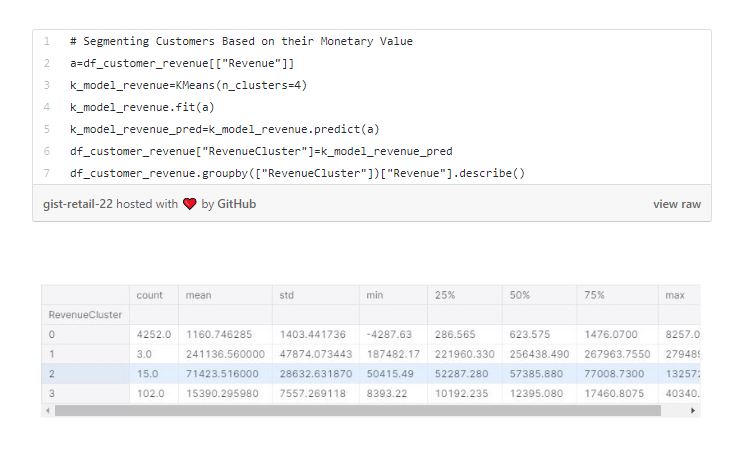 1 # Segmenting Customers Based on their Monetary Value
2 a=df_customer_revenue[["Revenue"]]
3 k_model_revenue=KMeans(n_clusters=4)
4 k_model_revenue.fit(a)
5 k_model_revenue_pred=k_model_revenue.predict(a)
6 df_customer_revenue["RevenueCluster"]=k_model_revenue_pred
7 df_customer_revenue.groupby(["RevenueCluster"])["Revenue"].describe()
gist-retail-22 hosted with ❤ by GitHub view raw
count mean std min 25% 50% 75% max
RevenueCluster
0 4252.0 1160.746285 1403.441736 -4287.63 286.565 623.575 1476.0700 8257.0
1 3.0 241136.560000 47874.073443 187482.17 221960.330 256438.490 267963.7550 27948
2 15.0 71423.516000 28632.631870 50415.49 52287.280 57385.880 77008.7300 13257
3 102.0 15390.295980 7557.269118 8393.22 10192.235 12395.080 17460.8075 40340.